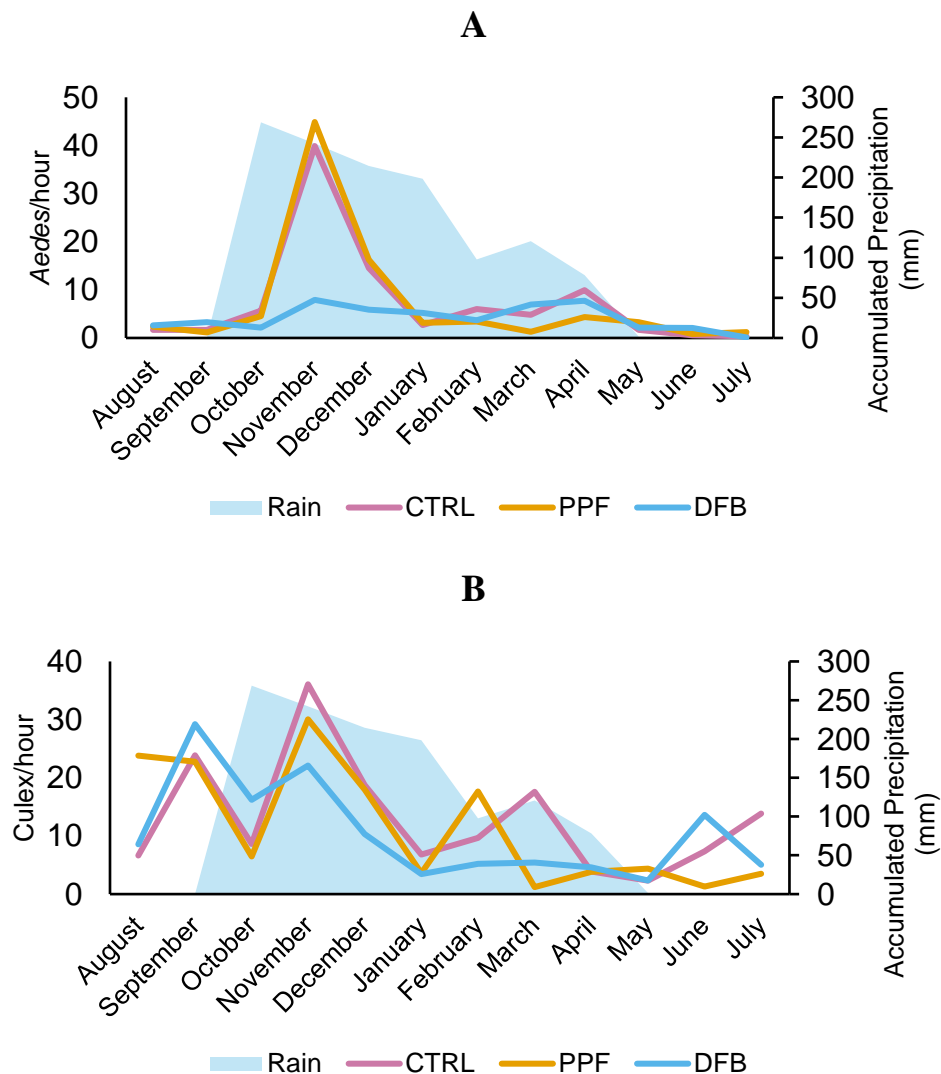 A
50
40
30
20
10
0
Aedes/hour
300
250
200
150
100
50
0
Accumulated Precipitation
(mm)
August
September
October
November
December
January
February
March
April
May
June
July
Rain CTRL PPF DFB
B
40
30
20
10
0
Culex/hour
300
250
200
150
100
50
0
Accumulated Precipitation
(mm)
August
September
October
November
December
January
February
March
April
May
June
July
Rain CTRL PPF DFB